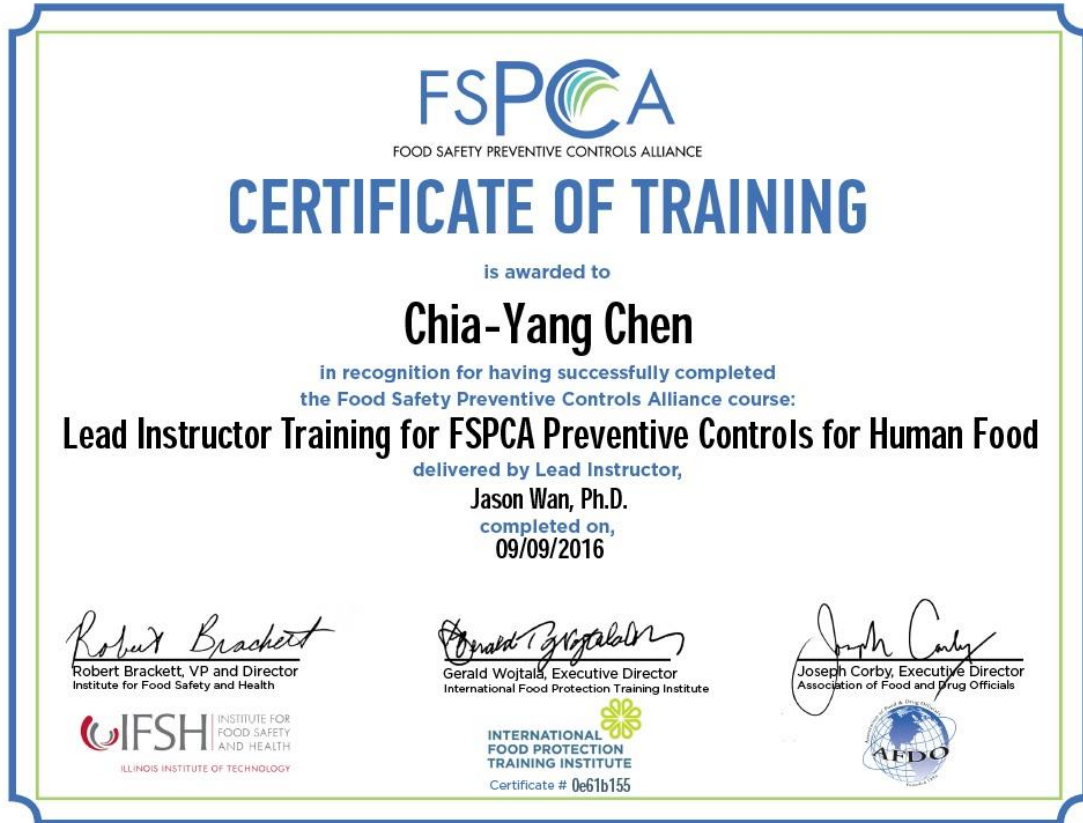 FSPCA
FOOD SAFETY PREVENTIVE CONTROLS ALLIANCE
CERTIFICATE OF TRAINING
is awarded to
Chia-Yang Chen
in recognition for having successfully completed
the Food Safety Preventive Controls Alliance course:
Lead Instructor Training for FSPCA Preventive Controls for Human Food
delivered by Lead Instructor,
Jason Wan, Ph.D.
completed on,
09/09/2016
Robert Brackett
Robert Brackett, VP and Director
Institute for Food Safety and Health
IFSH
INSTITUTE FOR
FOOD SAFETY
AND HEALTH
ILLINOIS INSTITUTE OF TECHNOLOGY
Gerald Wojtala, Executive Director
International Food Protection Training Institute
INTERNATIONAL
FOOD PROTECTION
TRAINING INSTITUTE
Certificate # 0e61b155
Joseph Corby
Joseph Corby, Executive Director
Association of Food and Drug Officials
Association of Food & Drug Officials
AFDO